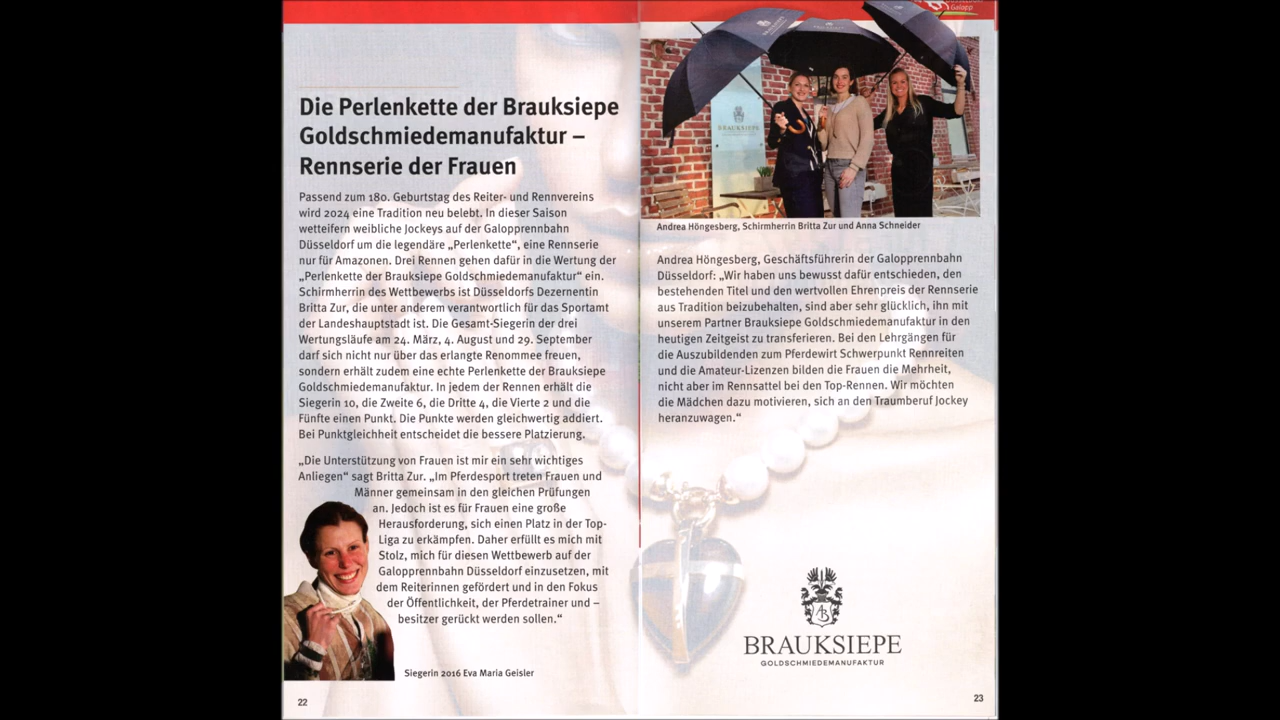 Die Perlenkette der Brauksiepe
Goldschmiedemanufaktur –
Rennserie der Frauen
Passend zum 180. Geburtstag des Reiter- und Rennvereins
wird 2024 eine Tradition neu belebt. In dieser Saison
wetteifern weibliche Jockeys auf der Galopprennbahn
Düsseldorf um die legendäre „Perlenkette“, eine Rennserie
nur für Amazonen. Drei Rennen gehen dafür in die Wertung der
„Perlenkette der Brauksiepe Goldschmiedemanufaktur“ ein.
Schirmherrin des Wettbewerbs ist Düsseldorfs Dezernentin
Britta Zur, die unter anderem verantwortlich für das Sportamt
der Landeshauptstadt ist. Die Gesamt-Siegerin der drei
Wertungsläufe am 24. März, 4. August und 29. September
darf sich nicht nur über das erlangte Renommee freuen,
sondern erhält zudem eine echte Perlenkette der Brauksiepe
Goldschmiedemanufaktur. In jedem der Rennen erhält die
Siegerin 10, die Zweite 6, die Dritte 4, die Vierte 2 und die
Fünfte einen Punkt. Die Punkte werden gleichwertig addiert.
Bei Punktgleichheit entscheidet die bessere Platzierung.
„Die Unterstützung von Frauen ist mir ein sehr wichtiges
Anliegen“ sagt Britta Zur. „Im Pferdesport treten Frauen und
Männer gemeinsam in den gleichen Prüfungen
an. Jedoch ist es für Frauen eine große
Herausforderung, sich einen Platz in der Top-
Liga zu erkämpfen. Daher erfüllt es mich mit
Stolz, mich für diesen Wettbewerb auf der
Galopprennbahn Düsseldorf einzusetzen, mit
dem Reiterinnen gefördert und in den Fokus
der Öffentlichkeit, der Pferdetrainer und –
besitzer gerückt werden sollen.“
Siegerin 2016 Eva Maria Geisler
22
Galopp
BRAUKSIEPE
Andrea Höngesberg, Schirmherrin Britta Zur und Anna Schneider
Andrea Höngesberg, Geschäftsführerin der Galopprennbahn
Düsseldorf: „Wir haben uns bewusst dafür entschieden, den
bestehenden Titel und den wertvollen Ehrenpreis der Rennserie
aus Tradition beizubehalten, sind aber sehr glücklich, ihn mit
unserem Partner Brauksiepe Goldschmiedemanufaktur in den
heutigen Zeitgeist zu transferieren. Bei den Lehrgängen für
die Auszubildenden zum Pferdewirt Schwerpunkt Rennreiten
und die Amateur-Lizenzen bilden die Frauen die Mehrheit,
nicht aber im Rennsattel bei den Top-Rennen. Wir möchten
die Mädchen dazu motivieren, sich an den Traumberuf Jockey
heranzuwagen.“
AB
BRAUKSIEPE
GOLDSCHMIEDEMANUFAKTUR
23